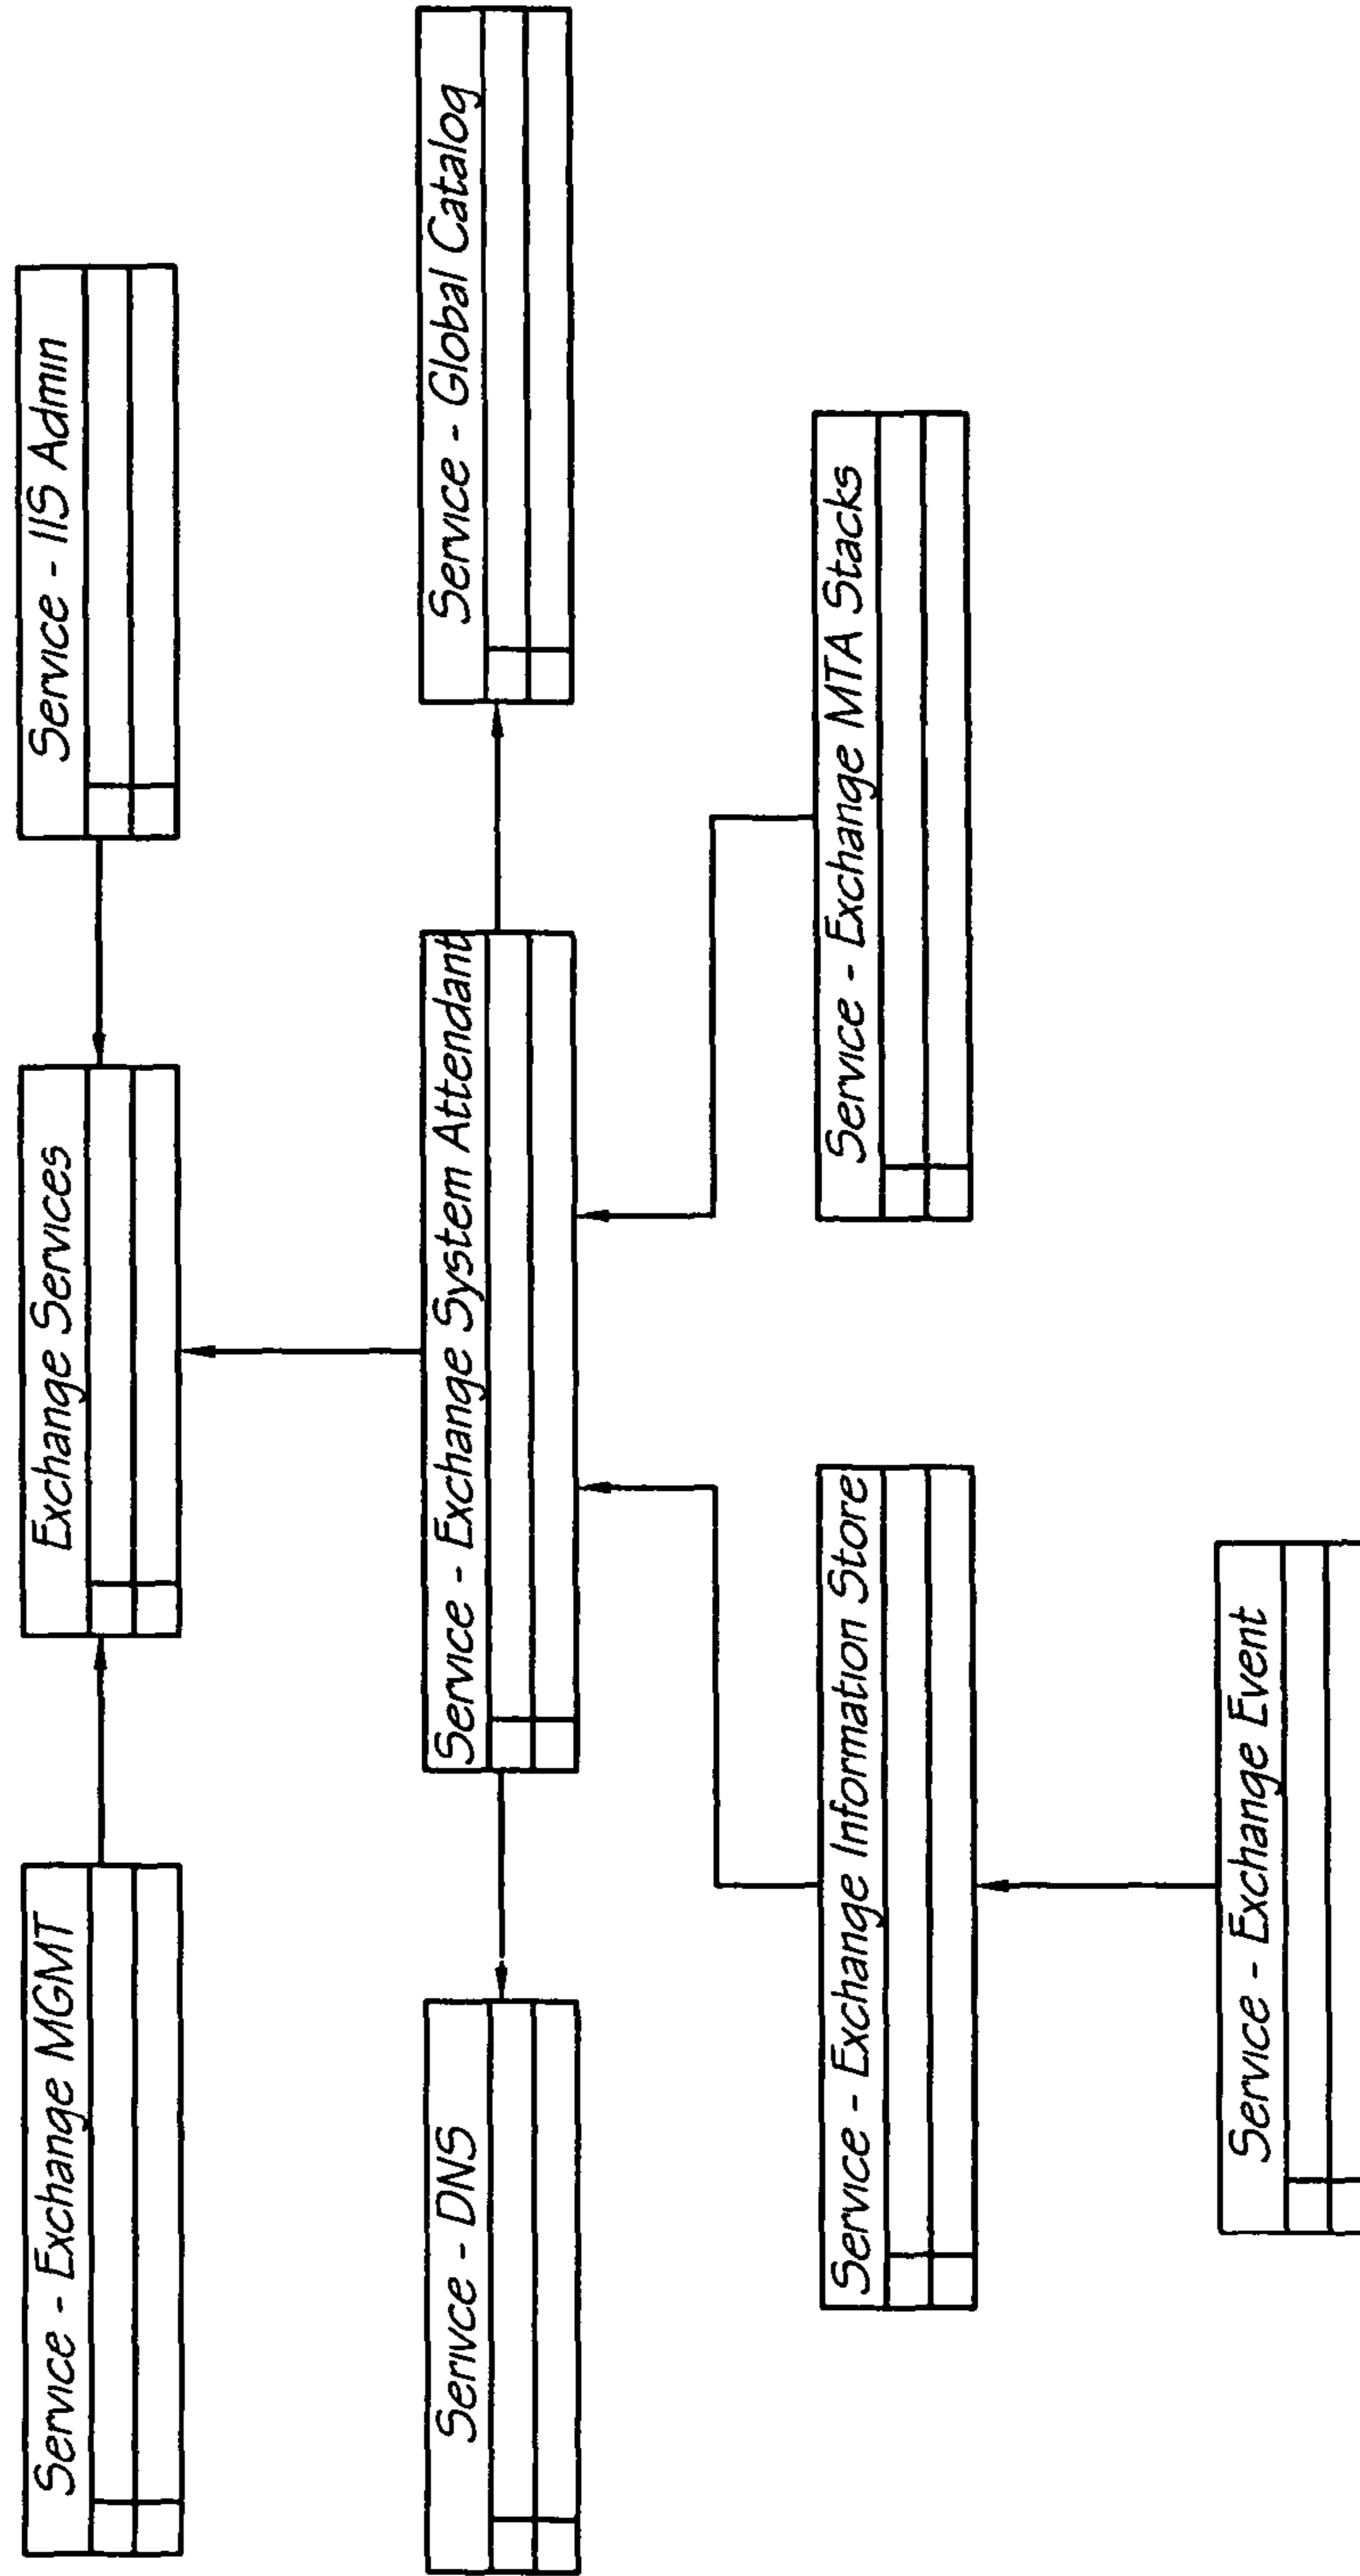 Service - Exchange MGMT
Exchange Services
Service - IIS Admin
Serivce - DNS
Service - Exchange System Attendant
Service - Global Catalog
Service - Exchange Information Store
Service - Exchange MTA Stacks
Service - Exchange Event